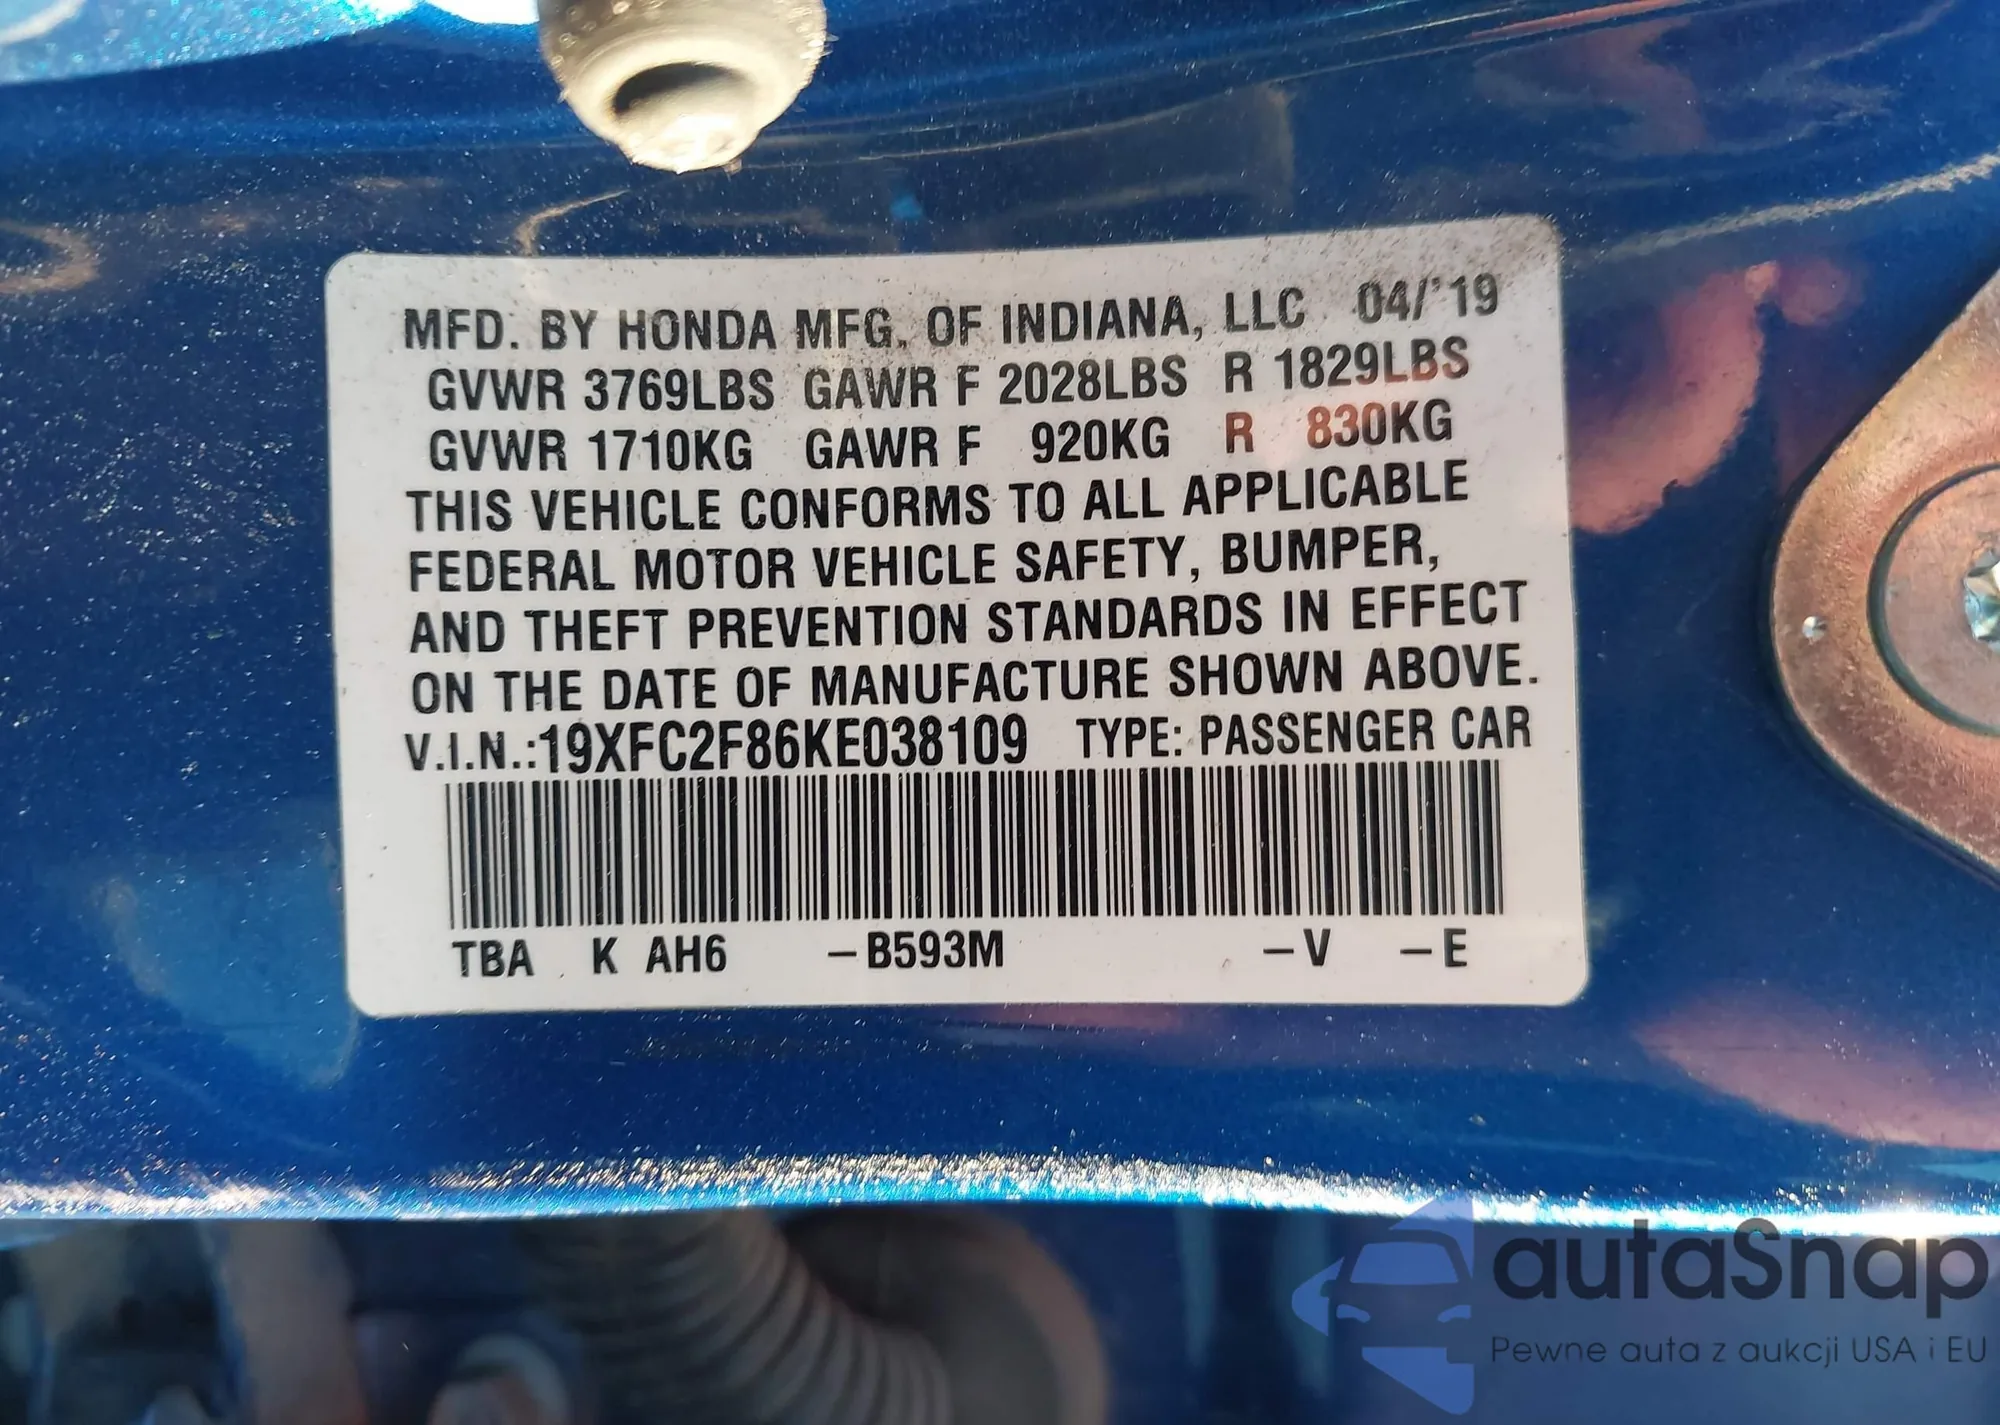 MFD. BY HONDA MFG. OF INDIANA, LLC 04/'19
GVWR 3769LBS GAWR F 2028LBS R 1829LBS
GVWR 1710KG GAWR F 920KG R 830KG
THIS VEHICLE CONFORMS TO ALL APPLICABLE
FEDERAL MOTOR VEHICLE SAFETY, BUMPER,
AND THEFT PREVENTION STANDARDS IN EFFECT
ON THE DATE OF MANUFACTURE SHOWN ABOVE.
V.I.N.:19XFC2F86KE038109 TYPE: PASSENGER CAR
TBA K AH6 –B593M –V –E
autaSnap
Pewne auta z aukcji USA i EU